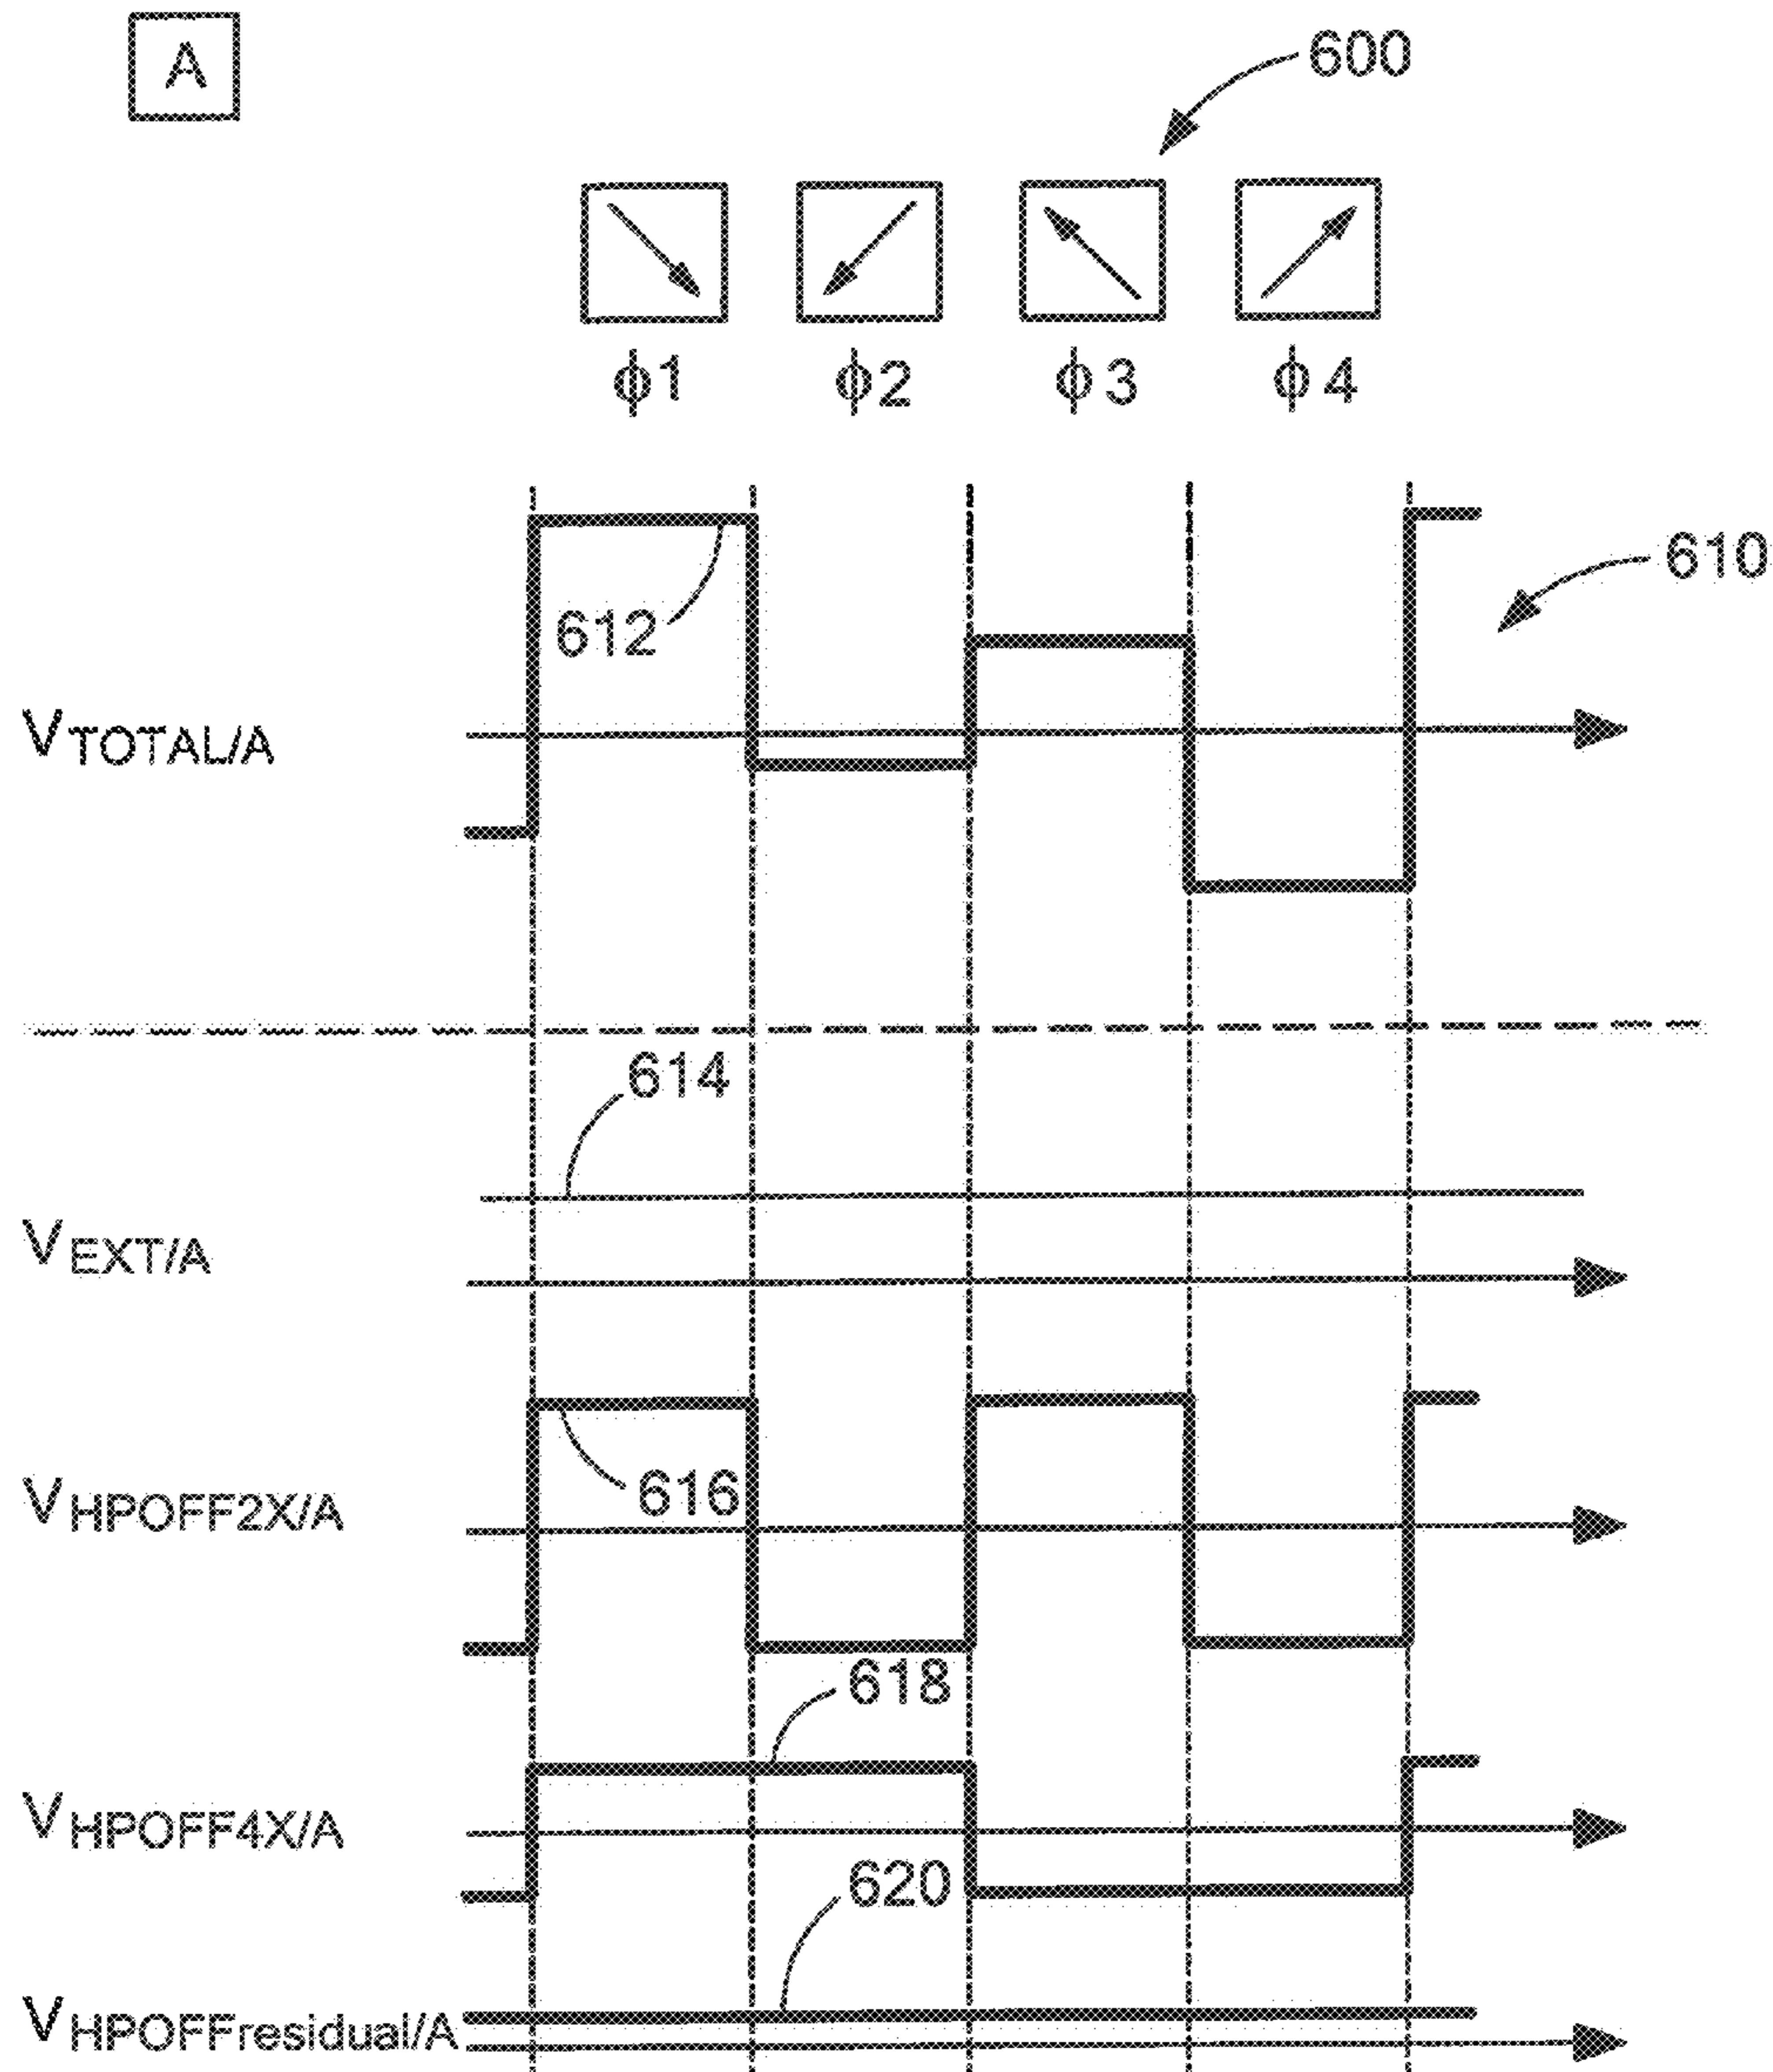 A
600
ϕ1 ϕ2 ϕ3 ϕ4
610
612
VTOTAL/A
614
VEXT/A
616
VHPOFF2X/A
618
VHPOFF4X/A
620
VHPOFFresidual/A